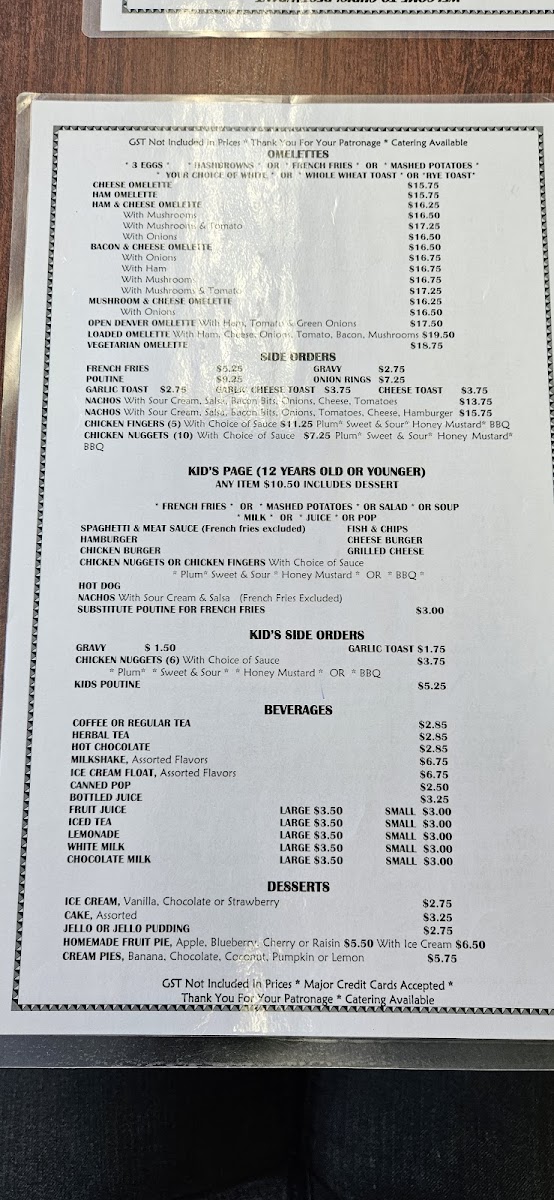 GST Not Included in Prices * Thank You For Your Patronage * Catering Available
OMELETTES
* 3 EGGS * * HASHBROWNS * OR * FRENCH FRIES * OR * MASHED POTATOES *
* YOUR CHOICE OF WHITE * OR * WHOLE WHEAT TOAST * OR *RYE TOAST*
CHEESE OMELETTE $15.75
HAM OMELETTE $15.75
HAM & CHEESE OMELETTE $16.25
With Mushrooms $16.50
With Mushrooms & Tomato $17.25
With Onions $16.50
BACON & CHEESE OMELETTE $16.50
With Onions $16.75
With Ham $16.75
With Mushroom $16.75
With Mushrooms & Tomato $17.25
MUSHROOM & CHEESE OMELETTE $16.25
With Onions $16.50
OPEN DENVER OMELETTE With Ham, Tomato & Green Onions $17.50
LOADED OMELETTE With Ham, Cheese, Onions, Tomato, Bacon, Mushrooms $19.50
VEGETARIAN OMELETTE $18.75
SIDE ORDERS
FRENCH FRIES $5.25 GRAVY $2.75
POUTINE $9.25 ONION RINGS $7.25
GARLIC TOAST $2.75 GARLIC CHEESE TOAST $3.75 CHEESE TOAST $3.75
NACHOS With Sour Cream, Salsa, Bacon Bits, Onions, Cheese, Tomatoes $13.75
NACHOS With Sour Cream, Salsa, Bacon Bits, Onions, Tomatoes, Cheese, Hamburger $15.75
CHICKEN FINGERS (5) With Choice of Sauce $11.25 Plum* Sweet & Sour* Honey Mustard* BBQ
CHICKEN NUGGETS (10) With Choice of Sauce $7.25 Plum* Sweet & Sour* Honey Mustard*
BBQ
KID'S PAGE (12 YEARS OLD OR YOUNGER)
ANY ITEM $10.50 INCLUDES DESSERT
* FRENCH FRIES * OR * MASHED POTATOES * OR SALAD * OR SOUP
* MILK * OR * JUICE * OR POP
SPAGHETTI & MEAT SAUCE (French fries excluded) FISH & CHIPS
HAMBURGER CHEESE BURGER
CHICKEN BURGER GRILLED CHEESE
CHICKEN NUGGETS OR CHICKEN FINGERS With Choice of Sauce
* Plum* Sweet & Sour * Honey Mustard * OR * BBQ *
HOT DOG
NACHOS With Sour Cream & Salsa (French Fries Excluded)
SUBSTITUTE POUTINE FOR FRENCH FRIES $3.00
KID'S SIDE ORDERS
GRAVY $ 1.50 GARLIC TOAST $1.75
CHICKEN NUGGETS (6) With Choice of Sauce $3.75
* Plum* * Sweet & Sour * * Honey Mustard * OR * BBQ
KIDS POUTINE $5.25
BEVERAGES
COFFEE OR REGULAR TEA $2.85
HERBAL TEA $2.85
HOT CHOCOLATE $2.85
MILKSHAKE, Assorted Flavors $6.75
ICE CREAM FLOAT, Assorted Flavors $6.75
CANNED POP $2.50
BOTTLED JUICE $3.25
FRUIT JUICE LARGE $3.50 SMALL $3.00
ICED TEA LARGE $3.50 SMALL $3.00
LEMONADE LARGE $3.50 SMALL $3.00
WHITE MILK LARGE $3.50 SMALL $3.00
CHOCOLATE MILK LARGE $3.50 SMALL $3.00
DESSERTS
ICE CREAM, Vanilla, Chocolate or Strawberry $2.75
CAKE, Assorted $3.25
JELLO OR JELLO PUDDING $2.75
HOMEMADE FRUIT PIE, Apple, Blueberry, Cherry or Raisin $5.50 With Ice Cream $6.50
CREAM PIES, Banana, Chocolate, Coconut, Pumpkin or Lemon $5.75
GST Not Included in Prices * Major Credit Cards Accepted *
Thank You For Your Patronage * Catering Available